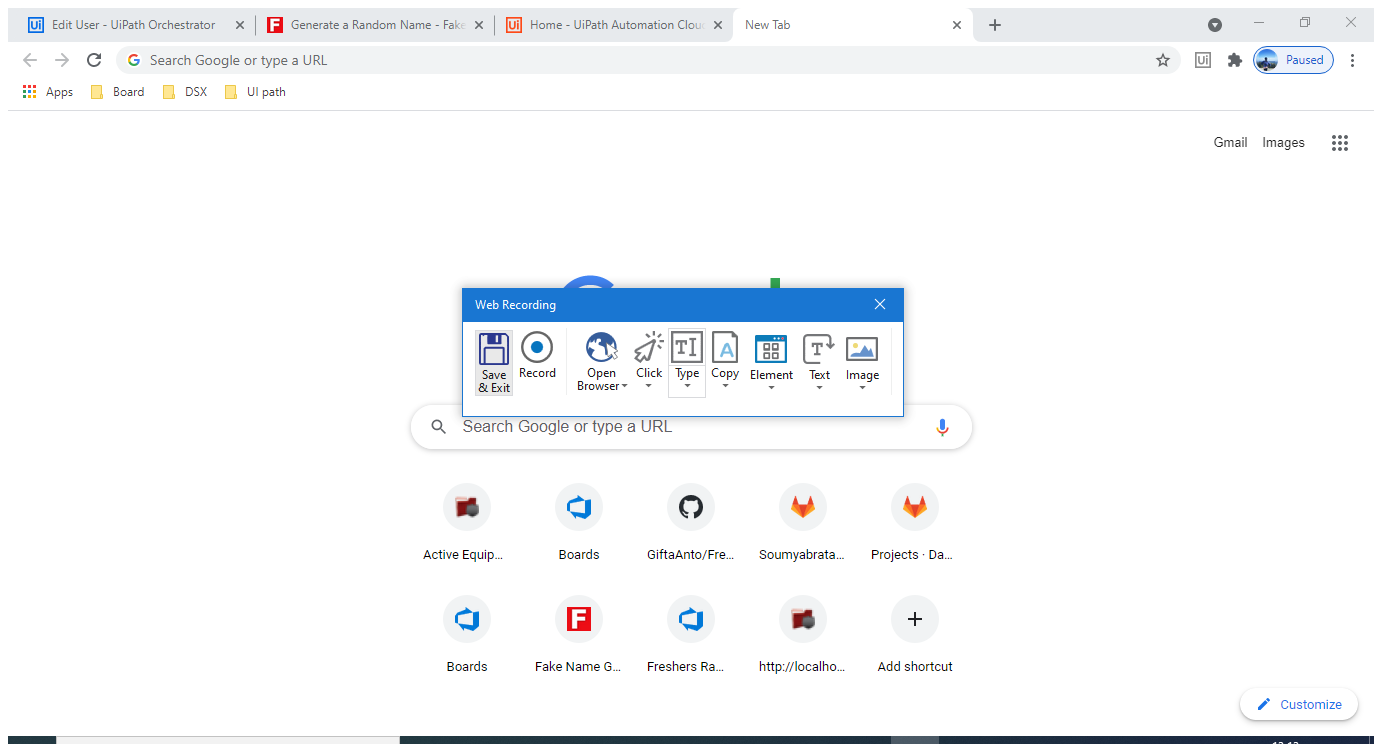 Edit User - UiPath Orchestrator
Generate a Random Name - Fake
Home - UiPath Automation Cloud
New Tab
Search Google or type a URL
Ui
Paused
Apps
Board
DSX
UI path
Gmail
Images
Web Recording
Save & Exit
Record
Open Browser
Click
Type
Copy
Element
Text
Image
Search Google or type a URL
Active Equip...
Boards
GiftaAnto/Fre...
Soumyabrata...
Projects · Da...
Boards
Fake Name G...
Freshers Ra...
http://localho...
Add shortcut
Customize